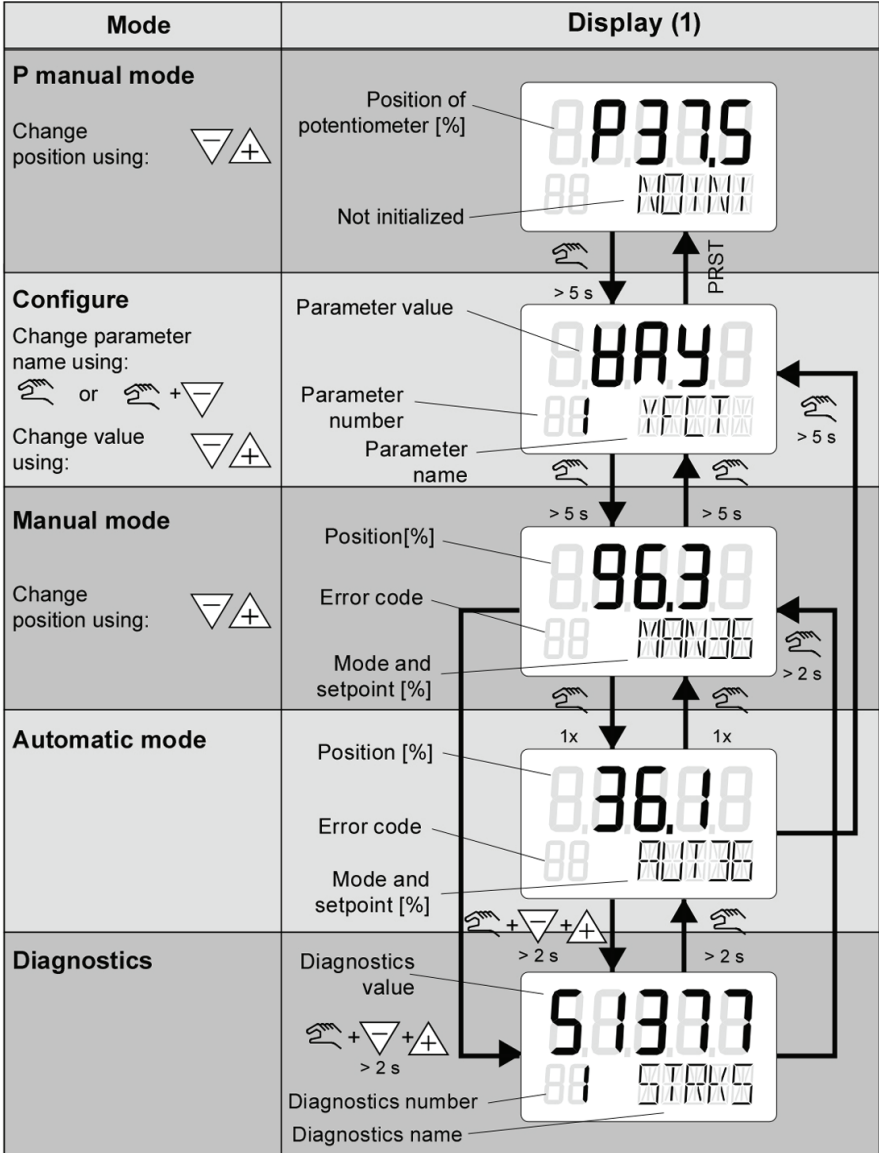 Mode
Display (1)
P manual mode
Change
position using:
− +
Position of
potentiometer [%]
P37.5
NOINI
Not initialized
> 5 s
PRST
Configure
Change parameter
name using:
or + −
Change value
using:
− +
Parameter value
WAY
Parameter
number
1 YFCT
Parameter
name
> 5 s
> 5 s
> 5 s
Manual mode
Change
position using:
− +
Position[%]
96.3
Error code
MAN36
Mode and
setpoint [%]
> 2 s
1x
1x
Automatic mode
Position [%]
36.1
Error code
AUT36
Mode and
setpoint [%]
+ − + +
> 2 s
> 2 s
Diagnostics
Diagnostics
value
51377
+ − + +
> 2 s
1 STRKS
Diagnostics number
Diagnostics name